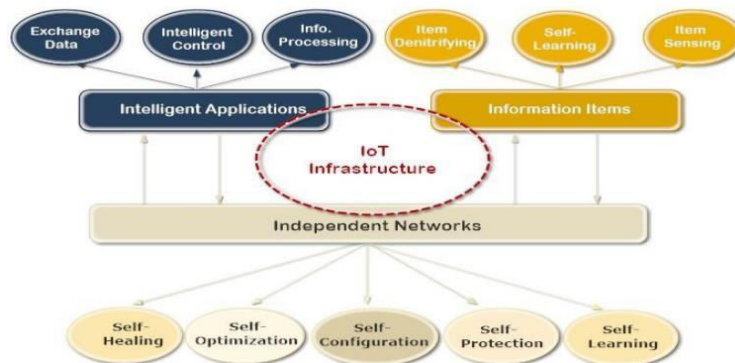 Exchange
Data
Intelligent
Control
Info.
Processing
Item
Denitrifying
Self-
Learning
Item
Sensing
Intelligent Applications
Information Items
IoT
Infrastructure
Independent Networks
Self-
Healing
Self-
Optimization
Self-
Configuration
Self-
Protection
Self-
Learning